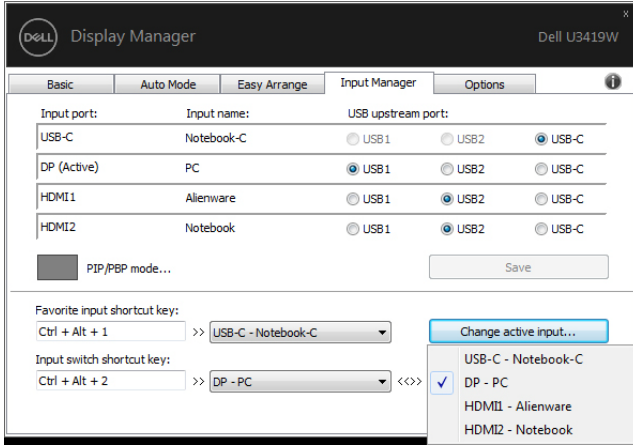 DELL Display Manager Dell U3419W
x
Basic Auto Mode Easy Arrange Input Manager Options i
Input port: Input name: USB upstream port:
USB-C Notebook-C USB1 USB2 USB-C
DP (Active) PC USB1 USB2 USB-C
HDMI1 Alienware USB1 USB2 USB-C
HDMI2 Notebook USB1 USB2 USB-C
PIP/PBP mode... Save
Favorite input shortcut key:
Ctrl + Alt + 1 >> USB-C - Notebook-C Change active input...
Input switch shortcut key:
Ctrl + Alt + 2 >> DP - PC <<>>
USB-C - Notebook-C
DP - PC
HDMI1 - Alienware
HDMI2 - Notebook